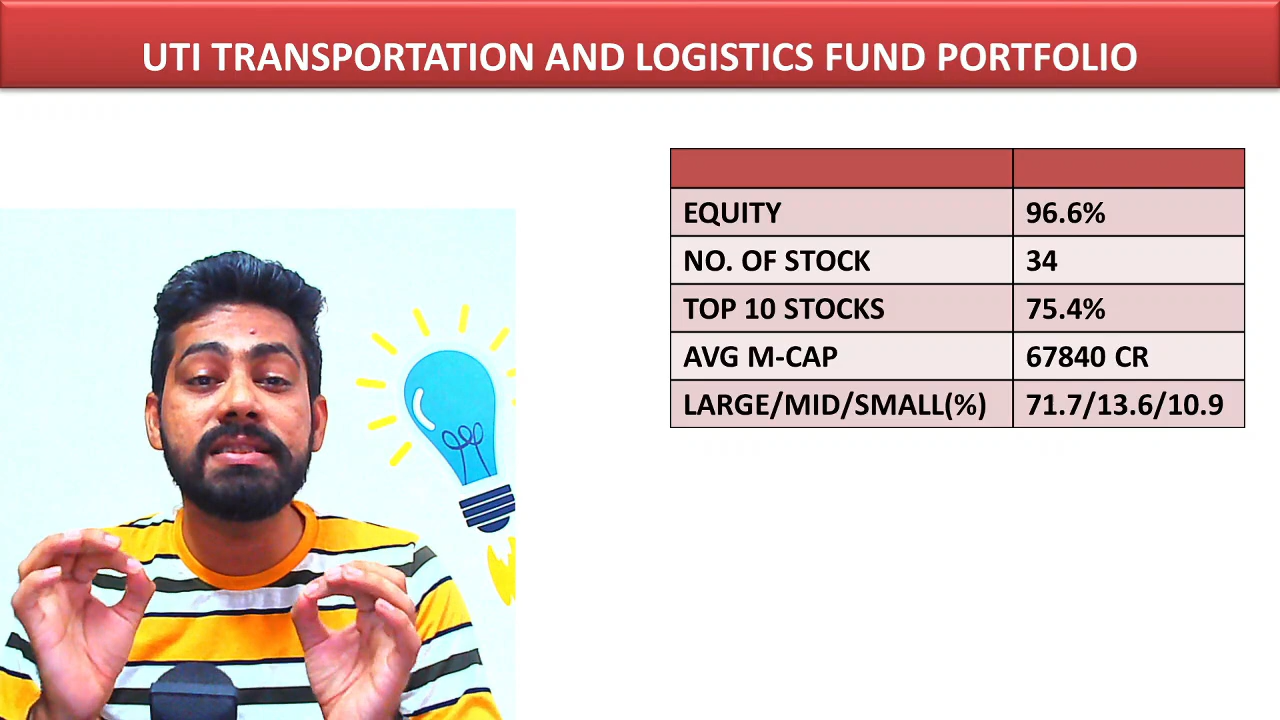 UTI TRANSPORTATION AND LOGISTICS FUND PORTFOLIO
EQUITY 96.6%
NO. OF STOCK 34
TOP 10 STOCKS 75.4%
AVG M-CAP 67840 CR
LARGE/MID/SMALL(%) 71.7/13.6/10.9